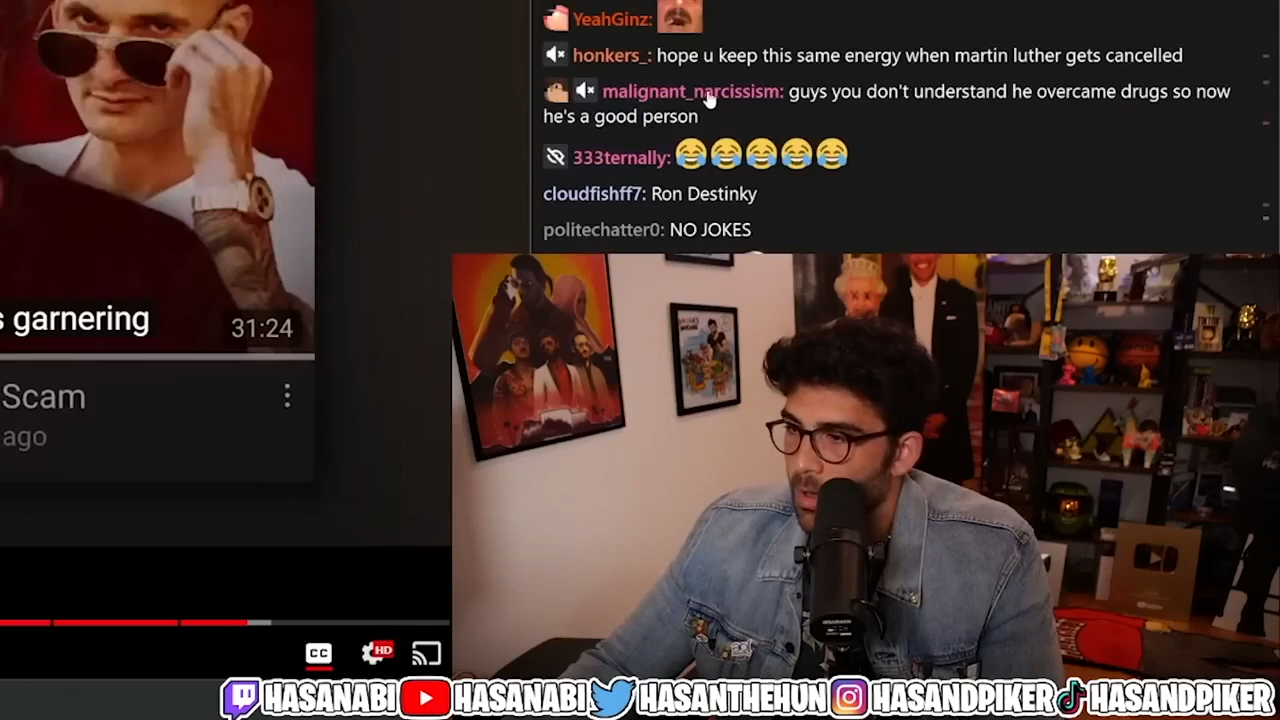 YeahGinz:
honkers_: hope u keep this same energy when martin luther gets cancelled
malignant_narcissism: guys you don't understand he overcame drugs so now
he's a good person
333ternally: 😂😂😂😂😂
cloudfishff7: Ron Destinky
politechatter0: NO JOKES
s garnering
31:24
Scam
ago
CC
HD
HASANABI
HASANABI
HASANTHEHUN
HASANDPIKER
HASANDPIKER